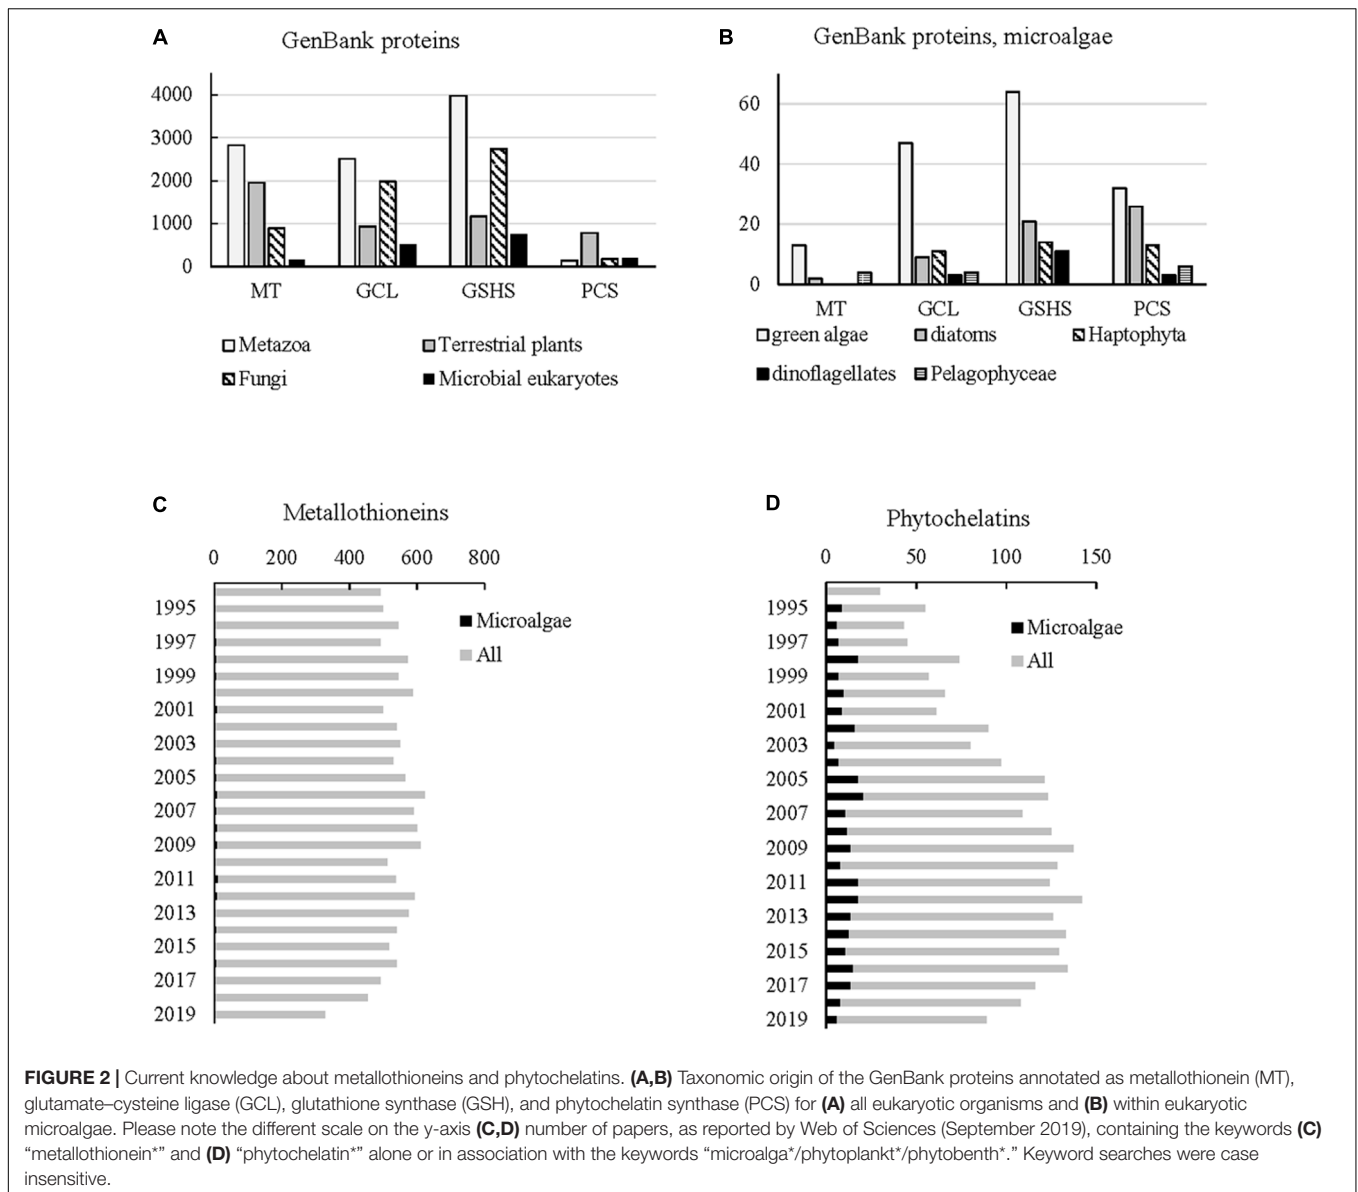 A
GenBank proteins
4000
3000
2000
1000
0
MT GCL GSHS PCS
Metazoa Terrestrial plants
Fungi Microbial eukaryotes
B
GenBank proteins, microalgae
60
40
20
0
MT GCL GSHS PCS
green algae diatoms Haptophyta
dinoflagellates Pelagophyceae
C
Metallothioneins
0 200 400 600 800
1995
1997
1999
2001
2003
2005
2007
2009
2011
2013
2015
2017
2019
Microalgae
All
D
Phytochelatins
0 50 100 150
1995
1997
1999
2001
2003
2005
2007
2009
2011
2013
2015
2017
2019
Microalgae
All
FIGURE 2 | Current knowledge about metallothioneins and phytochelatins. (A,B) Taxonomic origin of the GenBank proteins annotated as metallothionein (MT),
glutamate–cysteine ligase (GCL), glutathione synthase (GSH), and phytochelatin synthase (PCS) for (A) all eukaryotic organisms and (B) within eukaryotic
microalgae. Please note the different scale on the y-axis (C,D) number of papers, as reported by Web of Sciences (September 2019), containing the keywords (C)
“metallothionein*” and (D) “phytochelatin*” alone or in association with the keywords “microalga*/phytoplankt*/phytobenth*.” Keyword searches were case
insensitive.